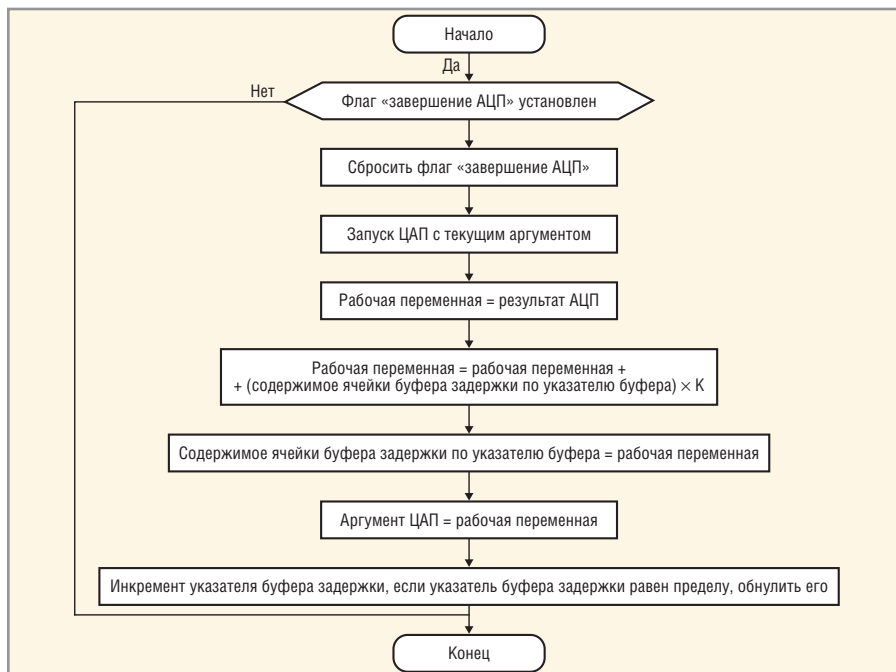 Начало
Да
Нет
Флаг «завершение АЦП» установлен
Сбросить флаг «завершение АЦП»
Запуск ЦАП с текущим аргументом
Рабочая переменная = результат АЦП
Рабочая переменная = рабочая переменная +
+ (содержимое ячейки буфера задержки по указателю буфера) × К
Содержимое ячейки буфера задержки по указателю буфера = рабочая переменная
Аргумент ЦАП = рабочая переменная
Инкремент указателя буфера задержки, если указатель буфера задержки равен пределу, обнулить его
Конец